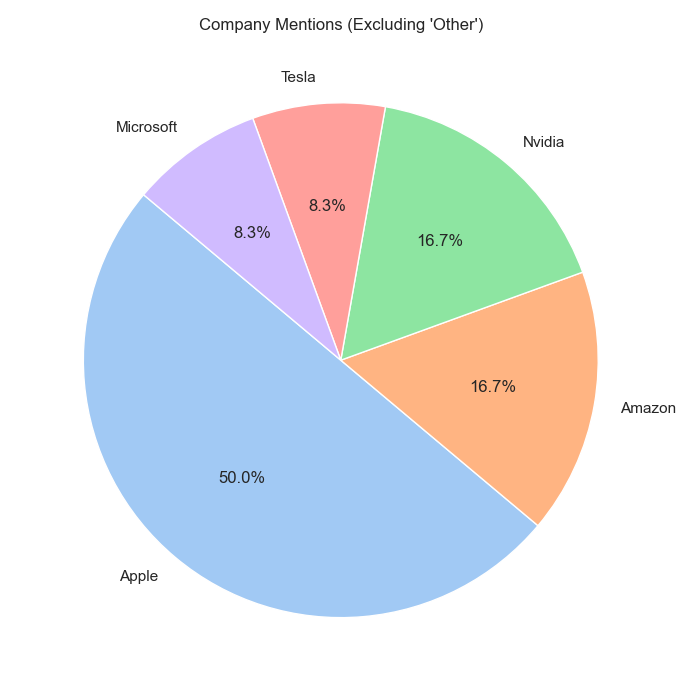 Company Mentions (Excluding 'Other')
Tesla
Microsoft
Nvidia
8.3%
8.3%
16.7%
16.7%
Amazon
50.0%
Apple